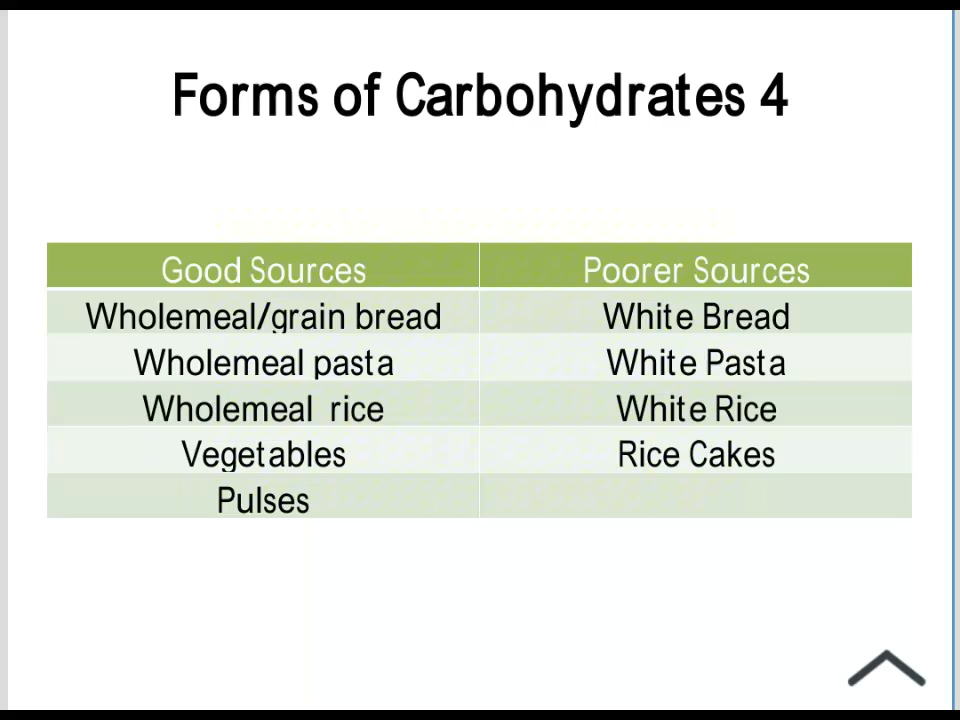 Forms of Carbohydrates 4
Good Sources Poorer Sources
Wholemeal/grain bread White Bread
Wholemeal pasta White Pasta
Wholemeal rice White Rice
Vegetables Rice Cakes
Pulses